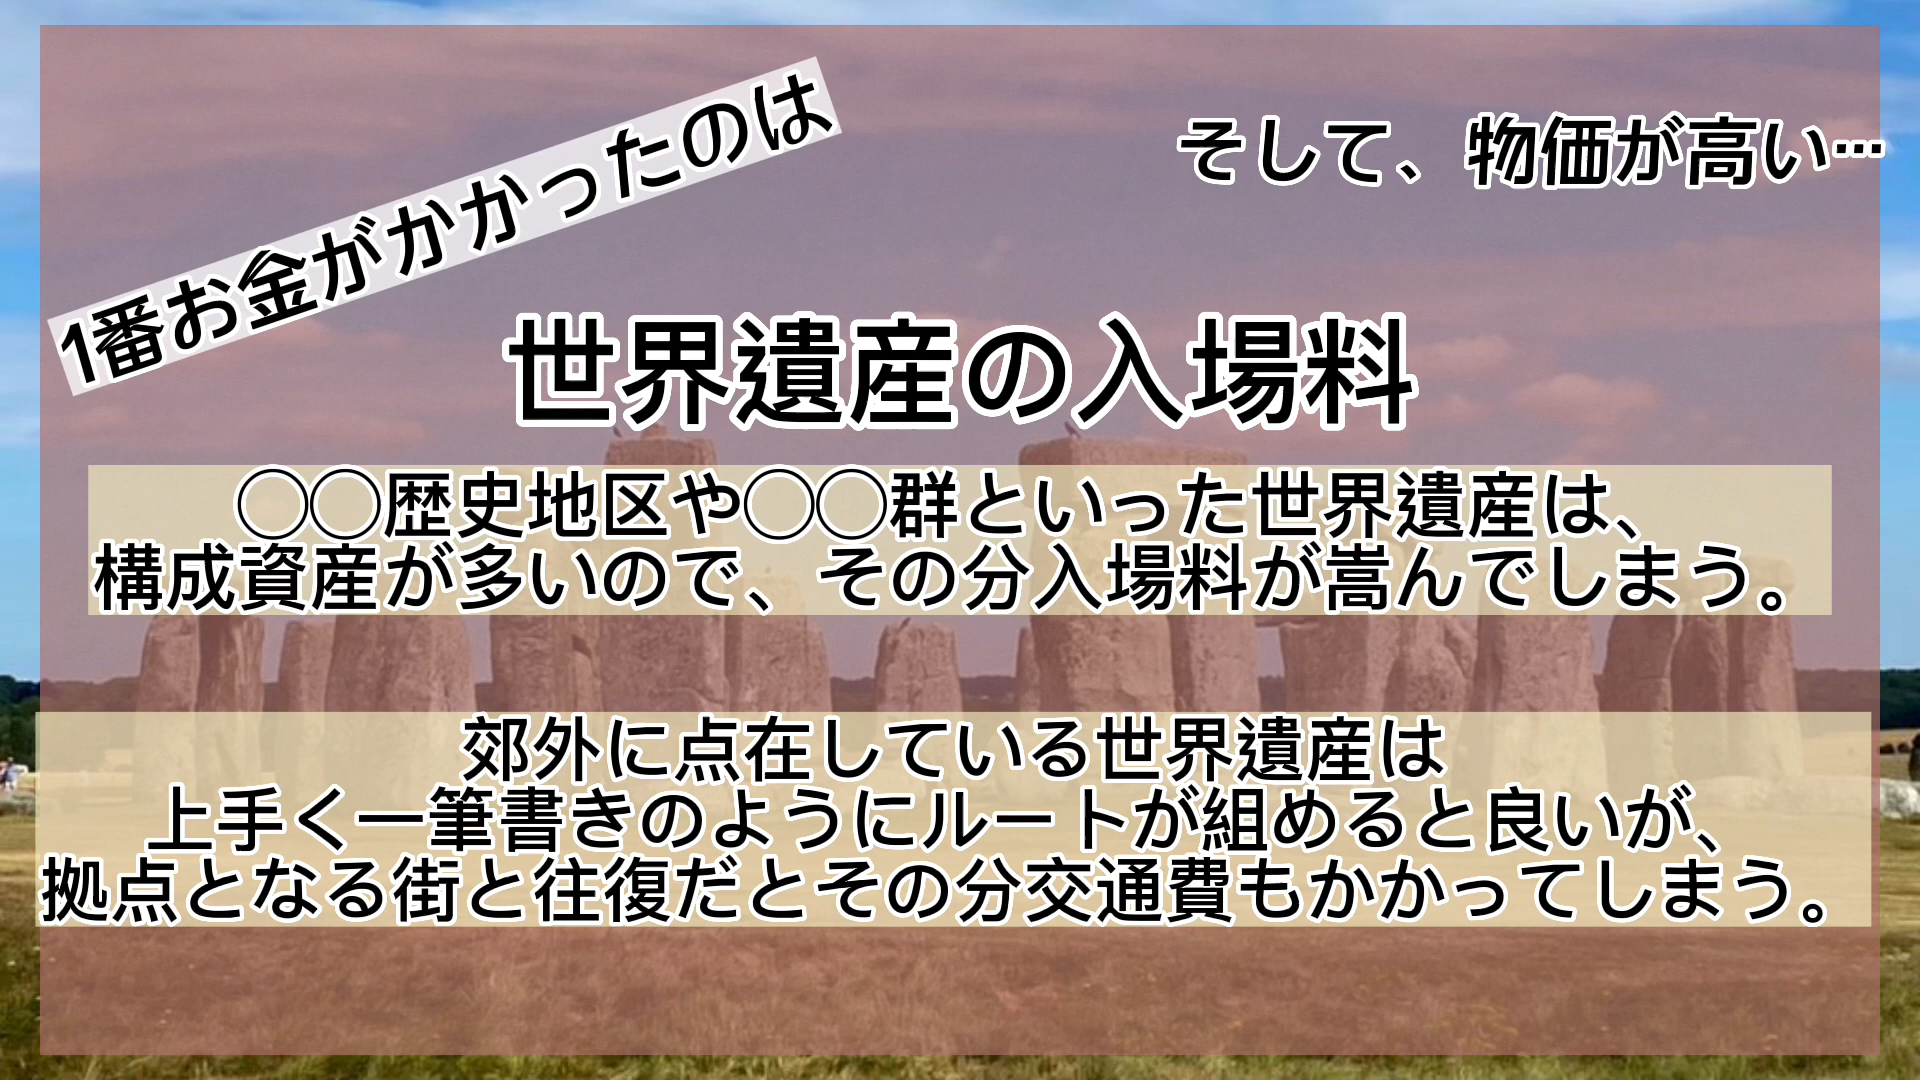 1番お金がかかったのは
そして、物価が高い…
世界遺産の入場料
◯◯歴史地区や◯◯群といった世界遺産は、
構成資産が多いので、その分入場料が嵩んでしまう。
郊外に点在している世界遺産は
上手く一筆書きのようにルートが組めると良いが、
拠点となる街と往復だとその分交通費もかかってしまう。